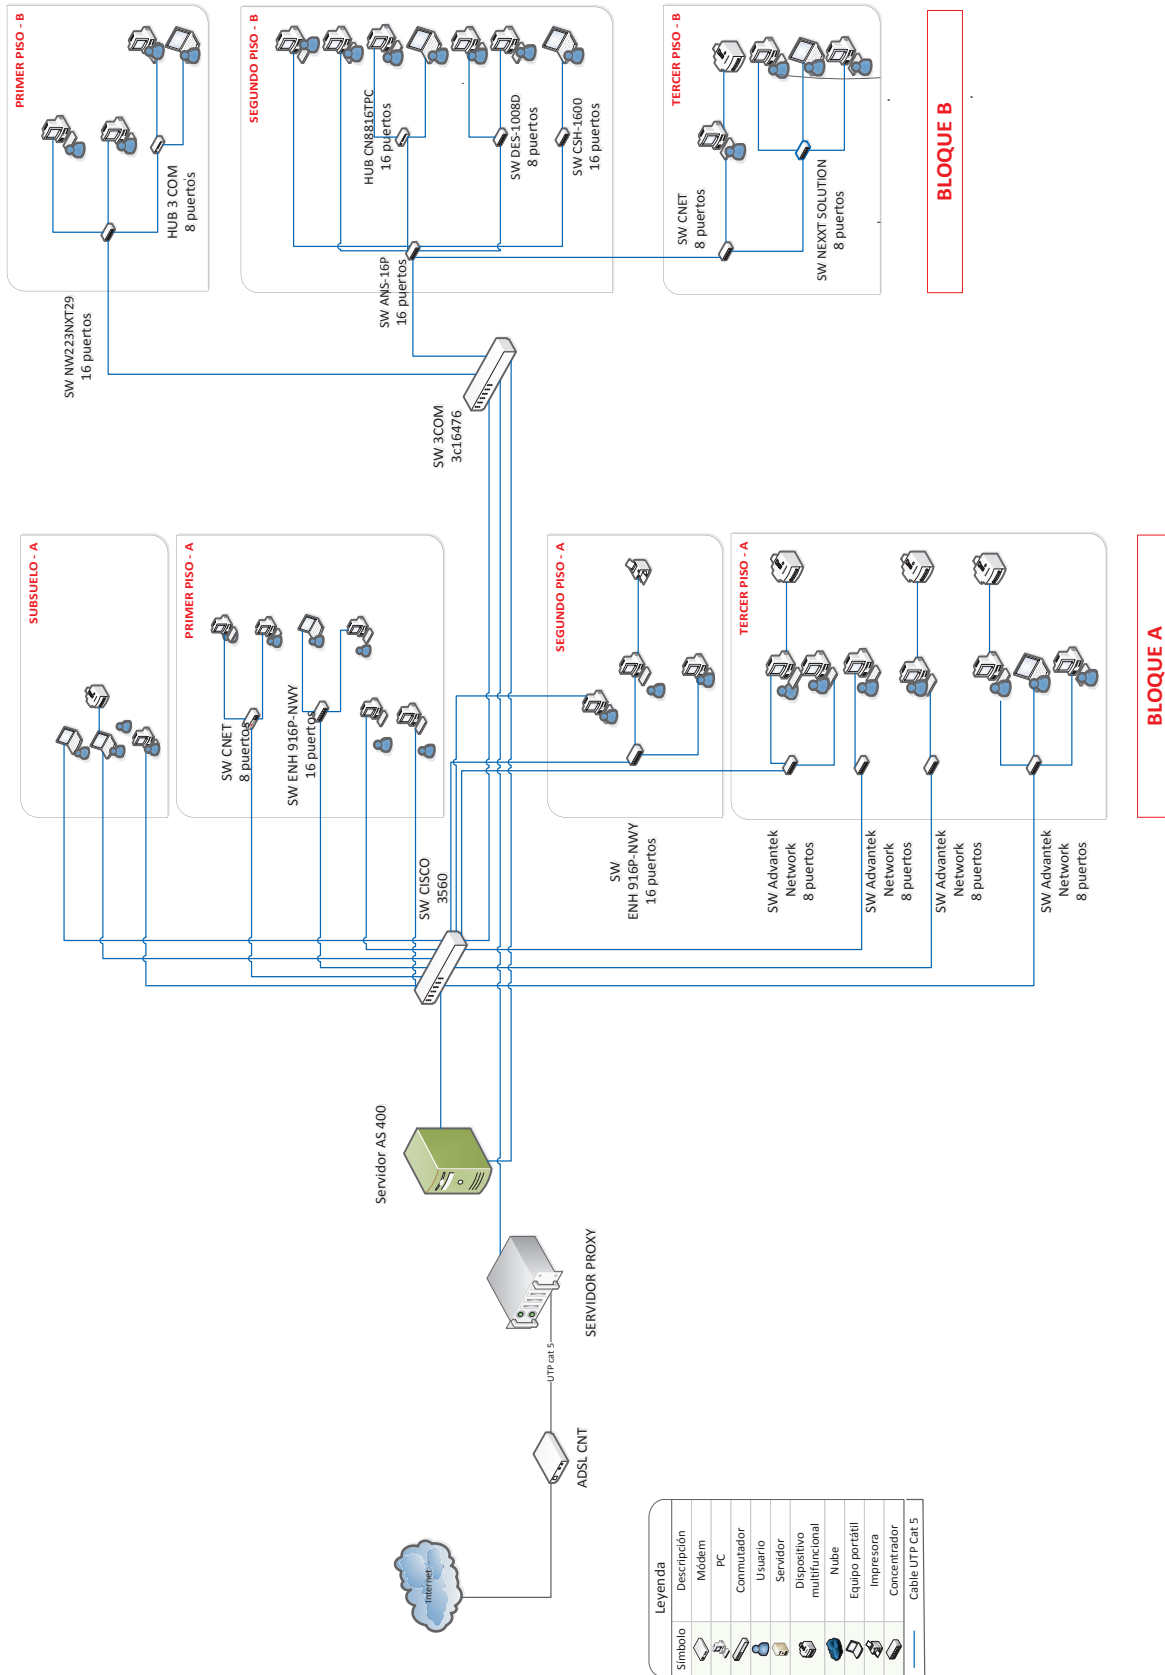 PRIMER PISO - B
HUB 3 COM
8 puertos
SW NW223NXT29
16 puertos
SEGUNDO PISO - B
HUB CN8816TPC
16 puertos
SW DES-1008D
8 puertos
SW CSH-1600
16 puertos
SW ANS-16P
16 puertos
TERCER PISO - B
SW CNET
8 puertos
SW NEXXT SOLUTION
8 puertos
BLOQUE B
SW 3COM
3c16476
SUBSUELO - A
PRIMER PISO - A
SW CNET
8 puertos
SW ENH 916P-NWY
16 puertos
SW CISCO
3560
SEGUNDO PISO - A
SW
ENH 916P-NWY
16 puertos
TERCER PISO - A
SW Advantek
Network
8 puertos
SW Advantek
Network
8 puertos
SW Advantek
Network
8 puertos
SW Advantek
Network
8 puertos
BLOQUE A
Servidor AS 400
SERVIDOR PROXY
UTP cat 5
ADSL CNT
Internet
Leyenda
Símbolo Descripción
Módem
PC
Conmutador
Usuario
Servidor
Dispositivo
multifuncional
Nube
Equipo portátil
Impresora
Concentrador
Cable UTP Cat 5